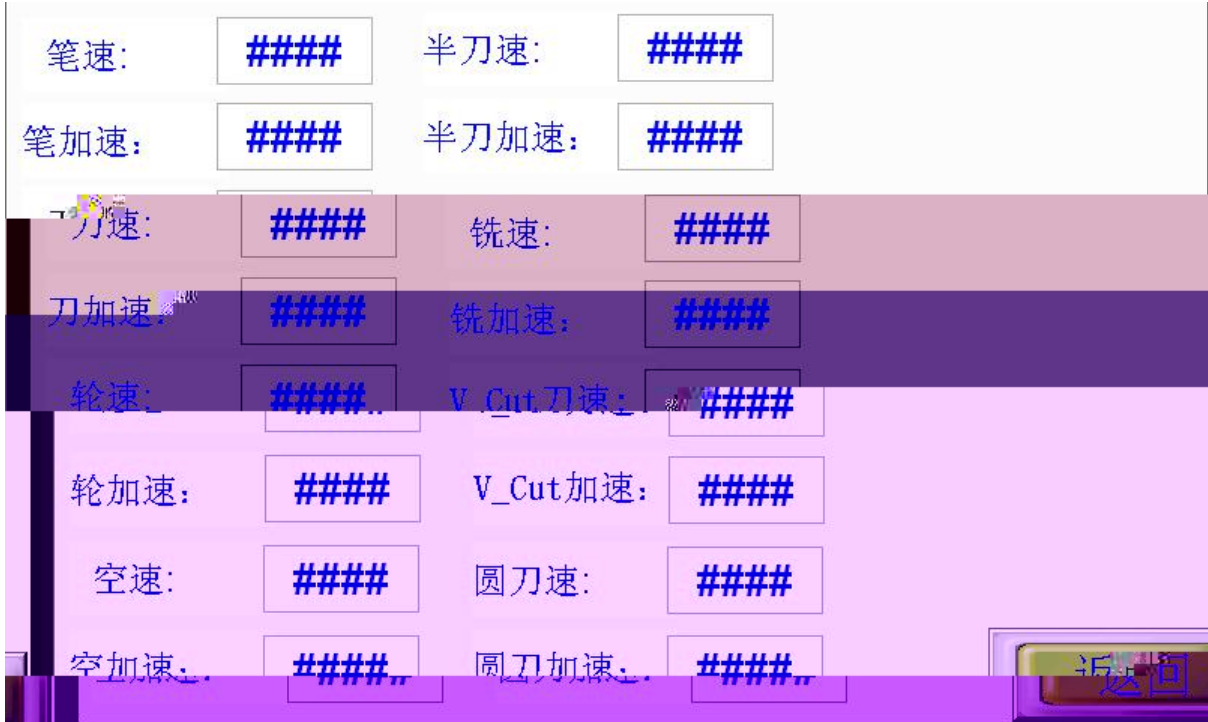 笔速: #### 半刀速: ####
笔加速: #### 半刀加速: ####
刀速: #### 铣速: ####
刀加速: #### 铣加速: ####
轮速: #### V_Cut刀速: ####
轮加速: #### V_Cut加速: ####
空速: #### 圆刀速: ####
空加速: #### 圆刀加速: ####
返回